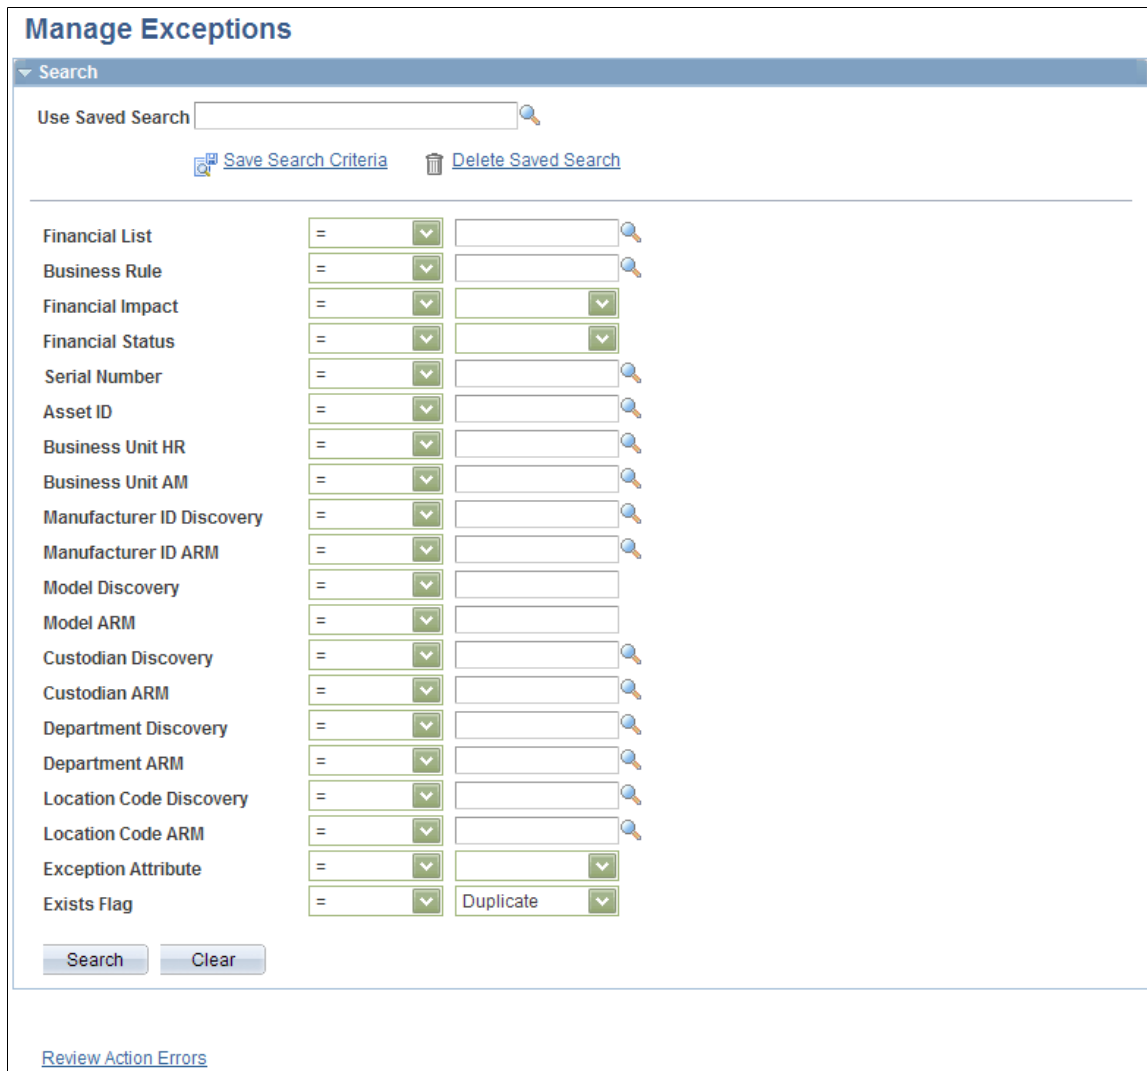 Manage Exceptions
Search
Use Saved Search
Save Search Criteria Delete Saved Search
Financial List =
Business Rule =
Financial Impact =
Financial Status =
Serial Number =
Asset ID =
Business Unit HR =
Business Unit AM =
Manufacturer ID Discovery =
Manufacturer ID ARM =
Model Discovery =
Model ARM =
Custodian Discovery =
Custodian ARM =
Department Discovery =
Department ARM =
Location Code Discovery =
Location Code ARM =
Exception Attribute =
Exists Flag = Duplicate
Search Clear
Review Action Errors